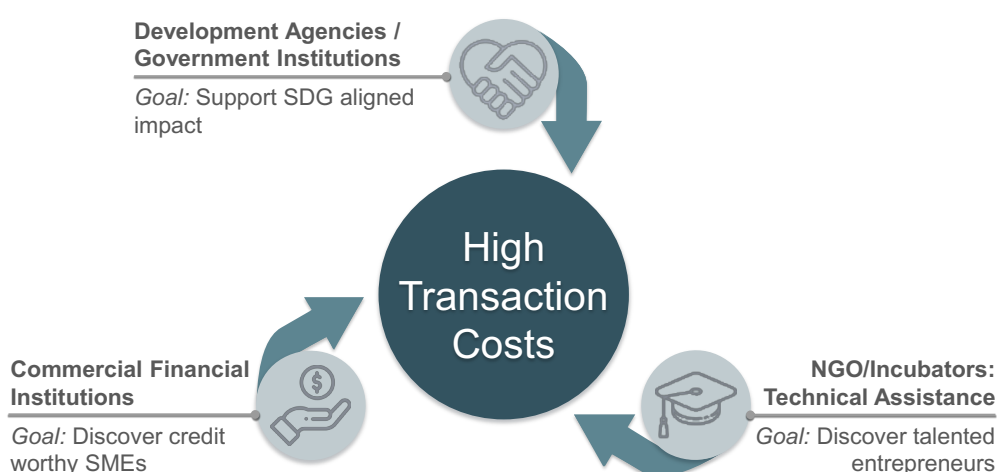 Development Agencies /
Government Institutions
Goal: Support SDG aligned
impact
High
Transaction
Costs
$
Commercial Financial
Institutions
Goal: Discover credit
worthy SMEs
NGO/Incubators:
Technical Assistance
Goal: Discover talented
entrepreneurs